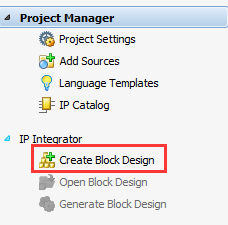 Project Manager
Project Settings
Add Sources
Language Templates
IP Catalog
IP Integrator
Create Block Design
Open Block Design
Generate Block Design